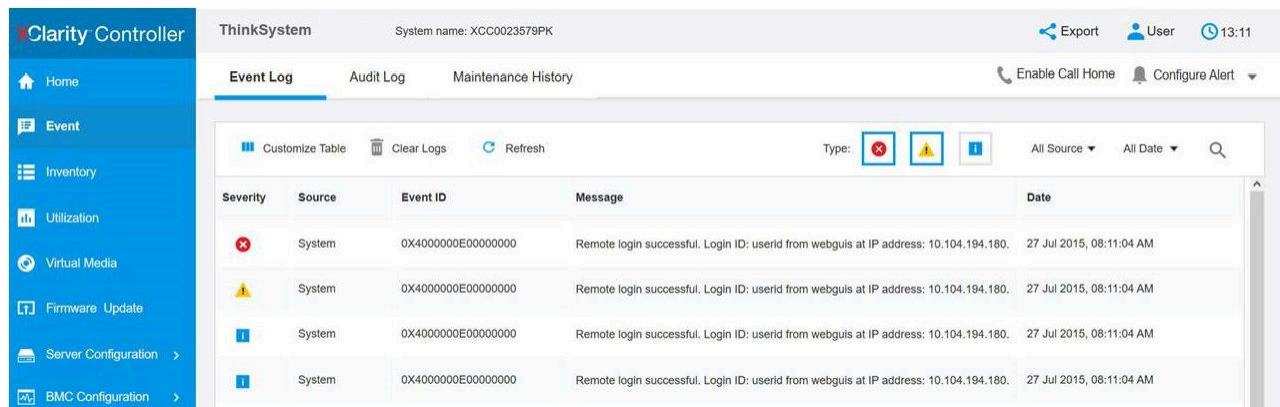 XClarity Controller
ThinkSystem System name: XCC0023579PK Export User 13:11
Home
Event Log Audit Log Maintenance History Enable Call Home Configure Alert
Event
Customize Table Clear Logs Refresh Type: All Source All Date
Inventory
Severity Source Event ID Message Date
Utilization
System 0X4000000E00000000 Remote login successful. Login ID: userid from webguis at IP address: 10.104.194.180. 27 Jul 2015, 08:11:04 AM
Virtual Media
System 0X4000000E00000000 Remote login successful. Login ID: userid from webguis at IP address: 10.104.194.180. 27 Jul 2015, 08:11:04 AM
Firmware Update
System 0X4000000E00000000 Remote login successful. Login ID: userid from webguis at IP address: 10.104.194.180. 27 Jul 2015, 08:11:04 AM
Server Configuration
System 0X4000000E00000000 Remote login successful. Login ID: userid from webguis at IP address: 10.104.194.180. 27 Jul 2015, 08:11:04 AM
BMC Configuration